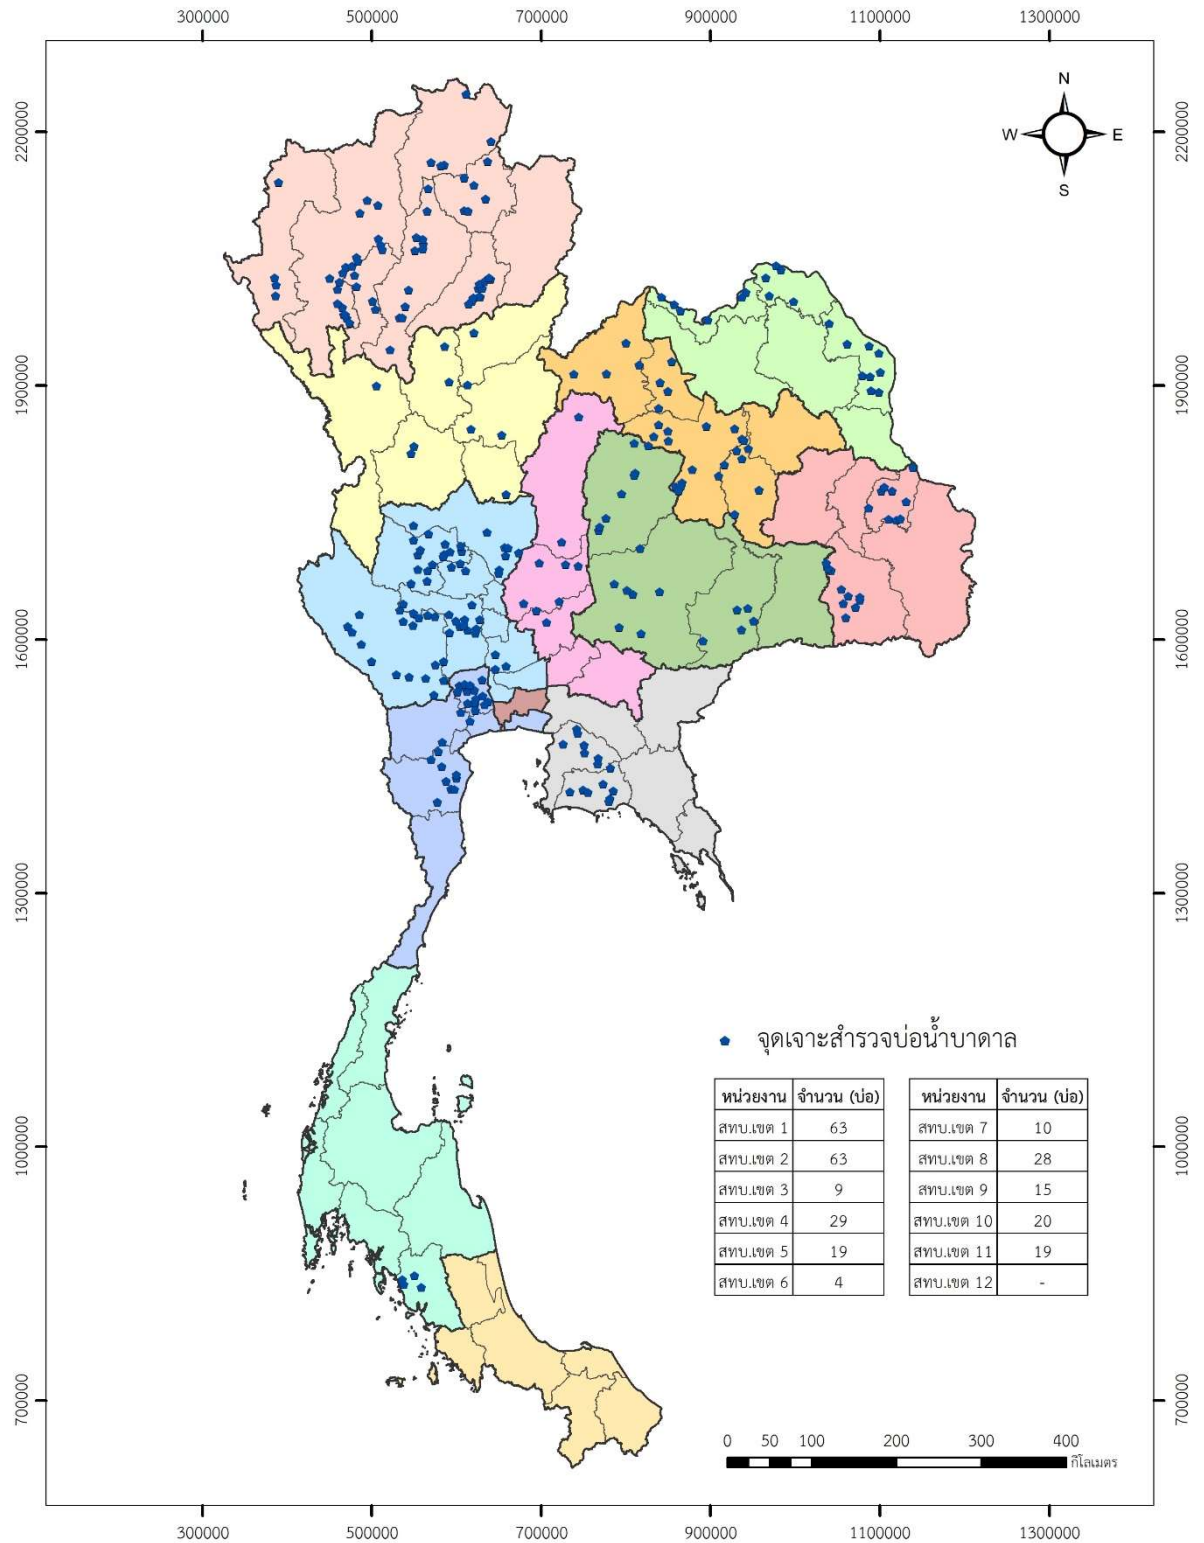 300000 500000 700000 900000 1100000 1300000
N
W E
S
2200000 2200000
1900000 1900000
1600000 1600000
1300000 1300000
จุดเจาะสำรวจบ่อน้ำบาดาล
หน่วยงาน จำนวน (บ่อ) หน่วยงาน จำนวน (บ่อ)
สทบ.เขต 1 63 สทบ.เขต 7 10
สทบ.เขต 2 63 สทบ.เขต 8 28
สทบ.เขต 3 9 สทบ.เขต 9 15
สทบ.เขต 4 29 สทบ.เขต 10 20
สทบ.เขต 5 19 สทบ.เขต 11 19
สทบ.เขต 6 4 สทบ.เขต 12 -
1000000 1000000
700000 700000
0 50 100 200 300 400
กิโลเมตร
300000 500000 700000 900000 1100000 1300000